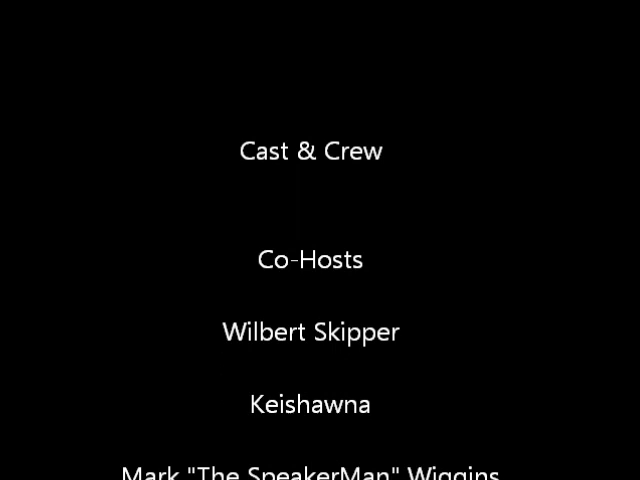 Cast & Crew
Co-Hosts
Wilbert Skipper
Keishawna
Mark "The SpeakerMan" Wiggins